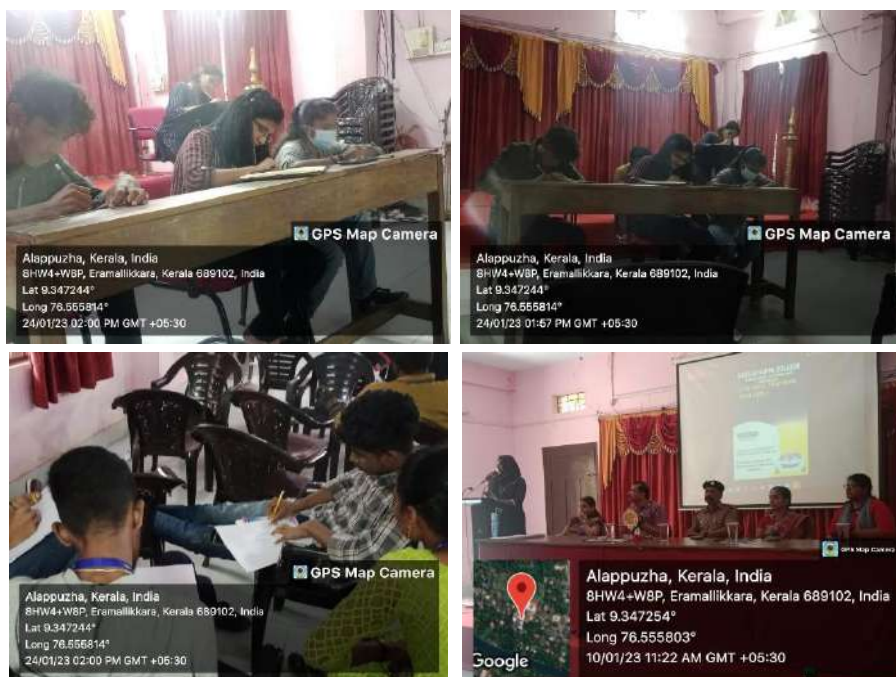 GPS Map Camera
Alappuzha, Kerala, India
8HW4+W8P, Eramallikkara, Kerala 689102, India
Lat 9.347244°
Long 76.555814°
24/01/23 02:00 PM GMT +05:30
GPS Map Camera
Alappuzha, Kerala, India
8HW4+W8P, Eramallikkara, Kerala 689102, India
Lat 9.347244°
Long 76.555814°
24/01/23 01:57 PM GMT +05:30
GPS Map Camera
Alappuzha, Kerala, India
8HW4+W8P, Eramallikkara, Kerala 689102, India
Lat 9.347244°
Long 76.555814°
24/01/23 02:00 PM GMT +05:30
GPS Map Camera
Alappuzha, Kerala, India
8HW4+W8P, Eramallikkara, Kerala 689102, India
Lat 9.347254°
Long 76.555803°
10/01/23 11:22 AM GMT +05:30
Google